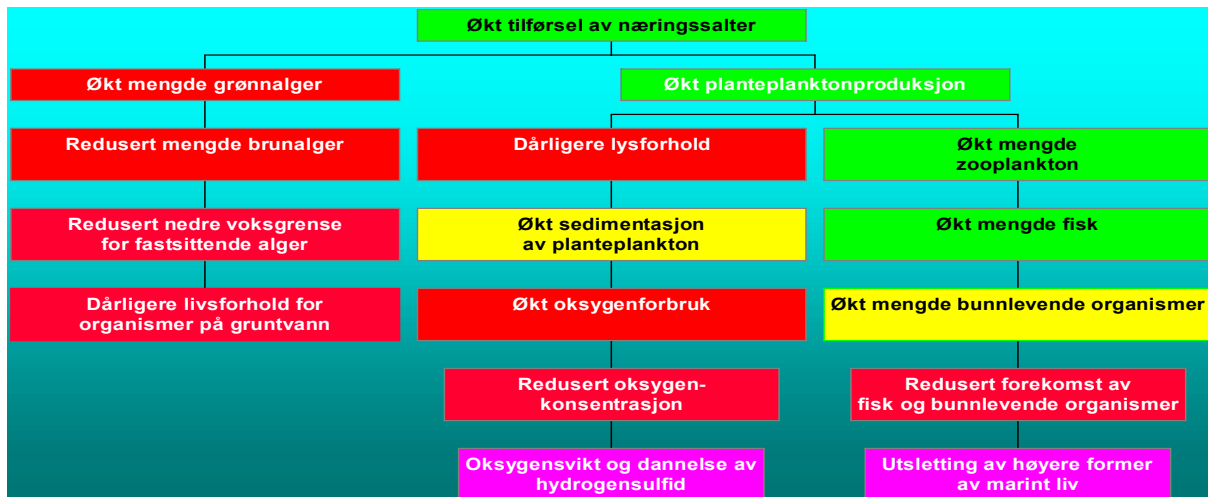 Økt tilførsel av næringssalter
Økt mengde grønnalger
Økt planteplanktonproduksjon
Redusert mengde brunalger
Dårligere lysforhold
Økt mengde
zooplankton
Redusert nedre voksgrense
for fastsittende alger
Økt sedimentasjon
av planteplankton
Økt mengde fisk
Dårligere livsforhold for
organismer på gruntvann
Økt oksygenforbruk
Økt mengde bunnlevende organismer
Redusert oksygen-
konsentrasjon
Redusert forekomst av
fisk og bunnlevende organismer
Oksygensvikt og dannelse av
hydrogensulfid
Utsletting av høyere former
av marint liv